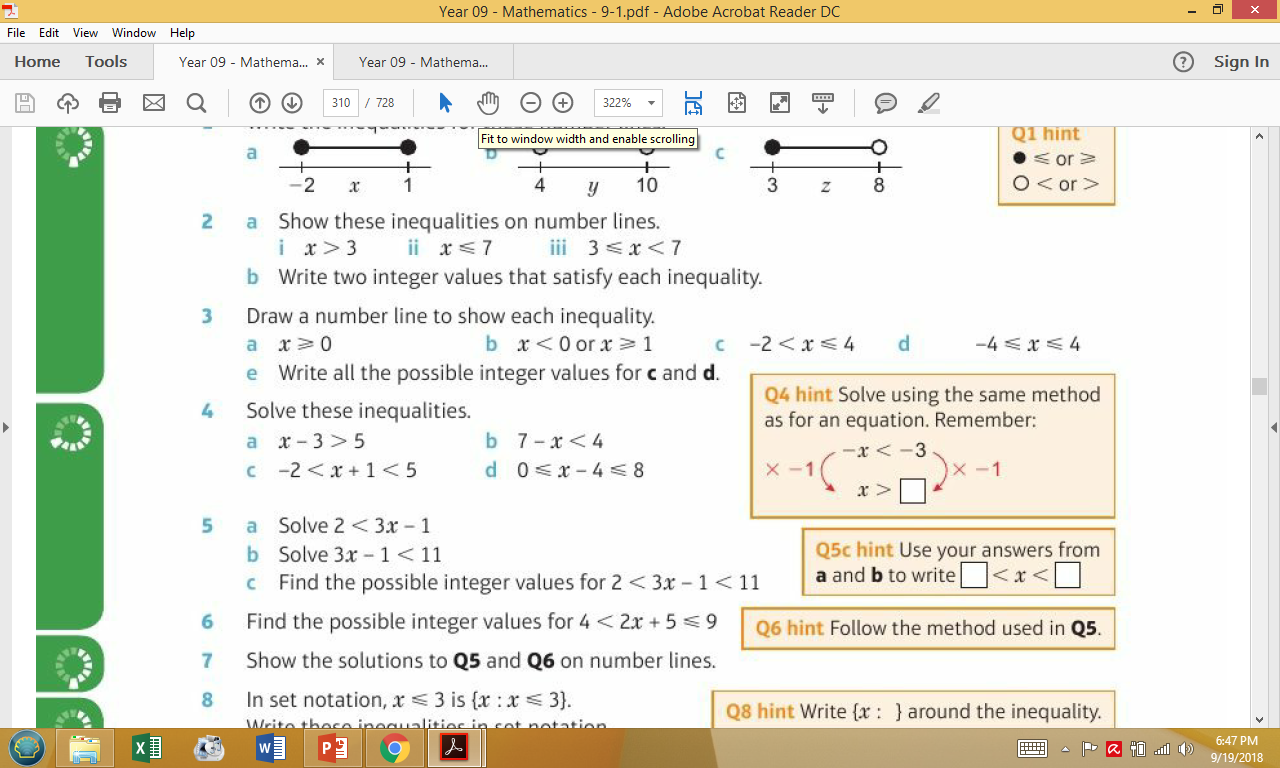 Year 09 - Mathematics - 9-1.pdf - Adobe Acrobat Reader DC
File Edit View Window Help
Home Tools Year 09 - Mathema... × Year 09 - Mathema... ? Sign In
310 / 728 322%
Fit to window width and enable scrolling
Q1 hint
● ⩽ or ⩾
○ < or >
a −2 x 1 b 4 y 10 c 3 z 8
2 a Show these inequalities on number lines.
i x > 3 ii x ⩽ 7 iii 3 ⩽ x < 7
b Write two integer values that satisfy each inequality.
3 Draw a number line to show each inequality.
a x ⩾ 0 b x < 0 or x ⩾ 1 c −2 < x ⩽ 4 d −4 ⩽ x ⩽ 4
e Write all the possible integer values for c and d.
4 Solve these inequalities.
a x − 3 > 5 b 7 − x < 4
c −2 < x + 1 < 5 d 0 ⩽ x − 4 ⩽ 8
Q4 hint Solve using the same method
as for an equation. Remember:
−x < −3
× −1 × −1
x > □
5 a Solve 2 < 3x − 1
b Solve 3x − 1 < 11
c Find the possible integer values for 2 < 3x − 1 < 11
Q5c hint Use your answers from
a and b to write □ < x < □
6 Find the possible integer values for 4 < 2x + 5 ⩽ 9
Q6 hint Follow the method used in Q5.
7 Show the solutions to Q5 and Q6 on number lines.
8 In set notation, x ⩽ 3 is {x : x ⩽ 3}.
Write these inequalities in set notation
Q8 hint Write {x : } around the inequality.
6:47 PM
9/19/2018